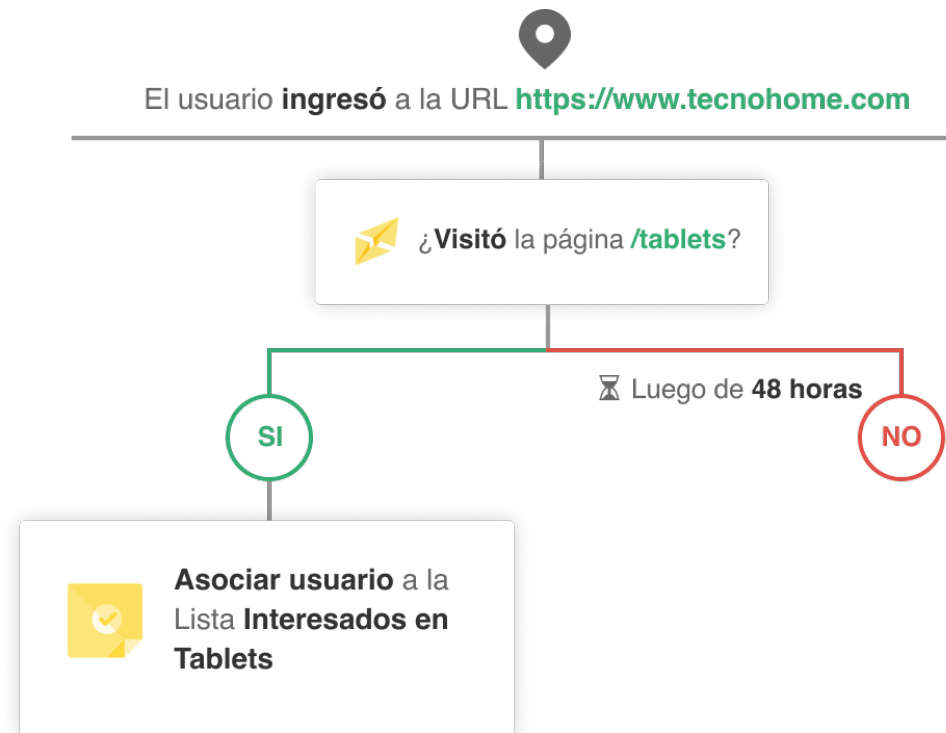 El usuario ingresó a la URL https://www.tecnohome.com
¿Visitó la página /tablets?
Luego de 48 horas
SI
NO
Asociar usuario a la
Lista Interesados en
Tablets